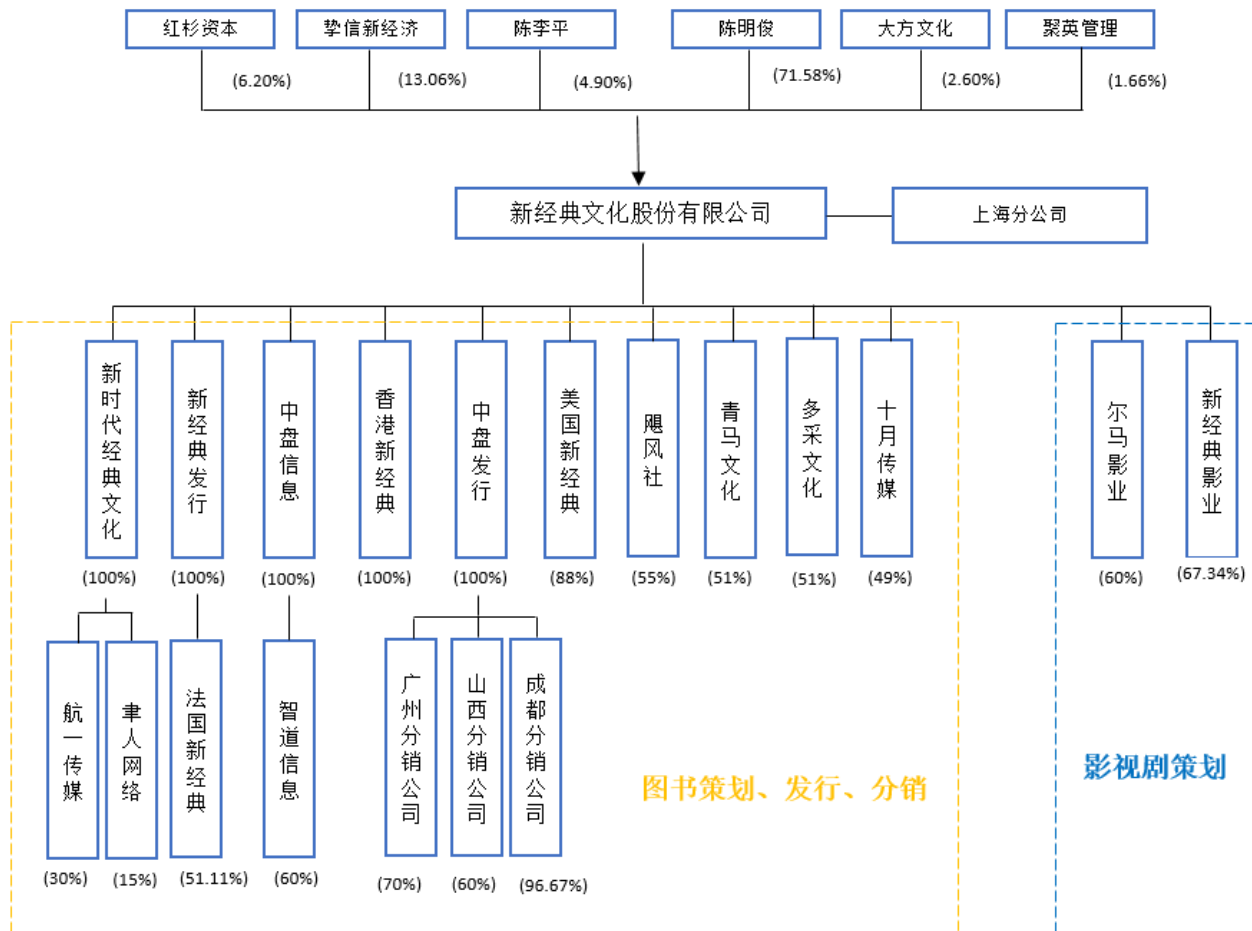 红杉资本
挚信新经济
陈李平
陈明俊
大方文化
聚英管理
(6.20%)
(13.06%)
(4.90%)
(71.58%)
(2.60%)
(1.66%)
新经典文化股份有限公司
上海分公司
新时代经典文化
新经典发行
中盘信息
香港新经典
中盘发行
美国新经典
飓风社
青马文化
多采文化
十月传媒
尔马影业
新经典影业
(100%)
(100%)
(100%)
(100%)
(100%)
(88%)
(55%)
(51%)
(51%)
(49%)
(60%)
(67.34%)
航一传媒
聿人网络
法国新经典
智道信息
广州分销公司
山西分销公司
成都分销公司
图书策划、发行、分销
影视剧策划
(30%)
(15%)
(51.11%)
(60%)
(70%)
(60%)
(96.67%)